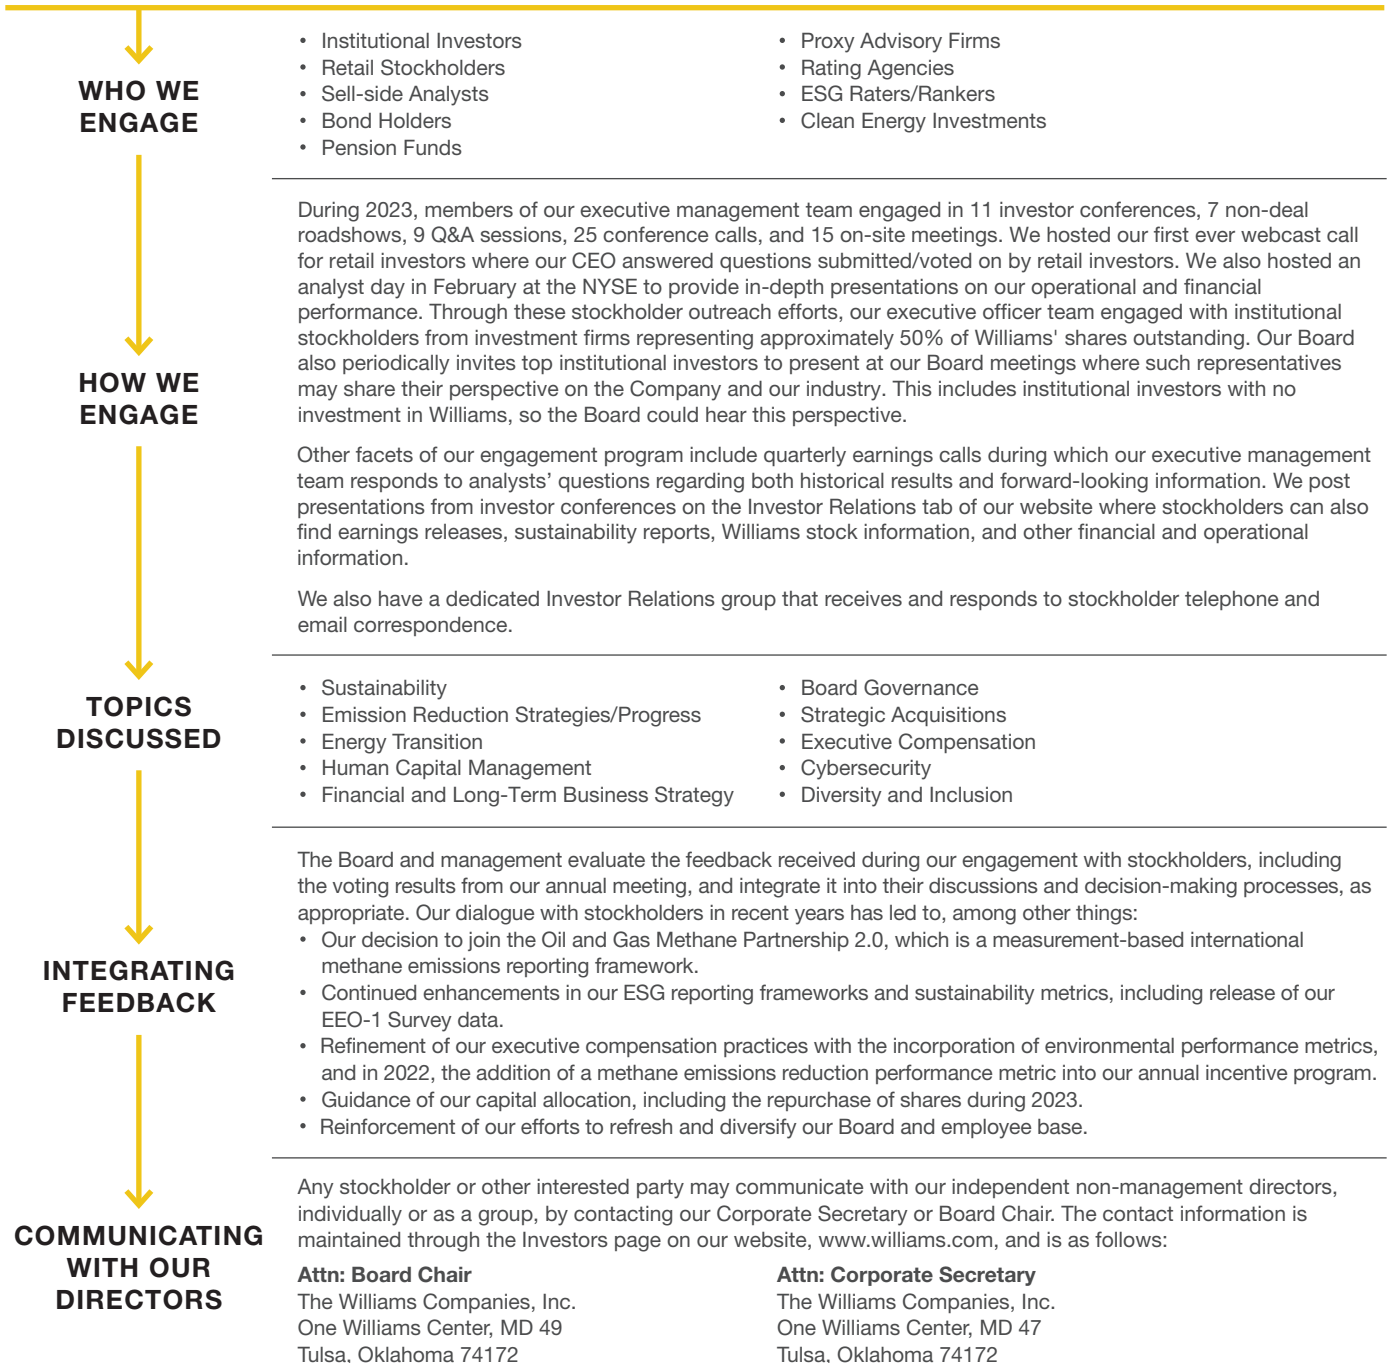 WHO WE
ENGAGE
• Institutional Investors
• Retail Stockholders
• Sell-side Analysts
• Bond Holders
• Pension Funds
• Proxy Advisory Firms
• Rating Agencies
• ESG Raters/Rankers
• Clean Energy Investments
HOW WE
ENGAGE
During 2023, members of our executive management team engaged in 11 investor conferences, 7 non-deal
roadshows, 9 Q&A sessions, 25 conference calls, and 15 on-site meetings. We hosted our first ever webcast call
for retail investors where our CEO answered questions submitted/voted on by retail investors. We also hosted an
analyst day in February at the NYSE to provide in-depth presentations on our operational and financial
performance. Through these stockholder outreach efforts, our executive officer team engaged with institutional
stockholders from investment firms representing approximately 50% of Williams' shares outstanding. Our Board
also periodically invites top institutional investors to present at our Board meetings where such representatives
may share their perspective on the Company and our industry. This includes institutional investors with no
investment in Williams, so the Board could hear this perspective.
Other facets of our engagement program include quarterly earnings calls during which our executive management
team responds to analysts’ questions regarding both historical results and forward-looking information. We post
presentations from investor conferences on the Investor Relations tab of our website where stockholders can also
find earnings releases, sustainability reports, Williams stock information, and other financial and operational
information.
We also have a dedicated Investor Relations group that receives and responds to stockholder telephone and
email correspondence.
TOPICS
DISCUSSED
• Sustainability
• Emission Reduction Strategies/Progress
• Energy Transition
• Human Capital Management
• Financial and Long-Term Business Strategy
• Board Governance
• Strategic Acquisitions
• Executive Compensation
• Cybersecurity
• Diversity and Inclusion
INTEGRATING
FEEDBACK
The Board and management evaluate the feedback received during our engagement with stockholders, including
the voting results from our annual meeting, and integrate it into their discussions and decision-making processes, as
appropriate. Our dialogue with stockholders in recent years has led to, among other things:
• Our decision to join the Oil and Gas Methane Partnership 2.0, which is a measurement-based international
methane emissions reporting framework.
• Continued enhancements in our ESG reporting frameworks and sustainability metrics, including release of our
EEO-1 Survey data.
• Refinement of our executive compensation practices with the incorporation of environmental performance metrics,
and in 2022, the addition of a methane emissions reduction performance metric into our annual incentive program.
• Guidance of our capital allocation, including the repurchase of shares during 2023.
• Reinforcement of our efforts to refresh and diversify our Board and employee base.
COMMUNICATING
WITH OUR
DIRECTORS
Any stockholder or other interested party may communicate with our independent non-management directors,
individually or as a group, by contacting our Corporate Secretary or Board Chair. The contact information is
maintained through the Investors page on our website, www.williams.com, and is as follows:
Attn: Board Chair
The Williams Companies, Inc.
One Williams Center, MD 49
Tulsa, Oklahoma 74172
Attn: Corporate Secretary
The Williams Companies, Inc.
One Williams Center, MD 47
Tulsa, Oklahoma 74172